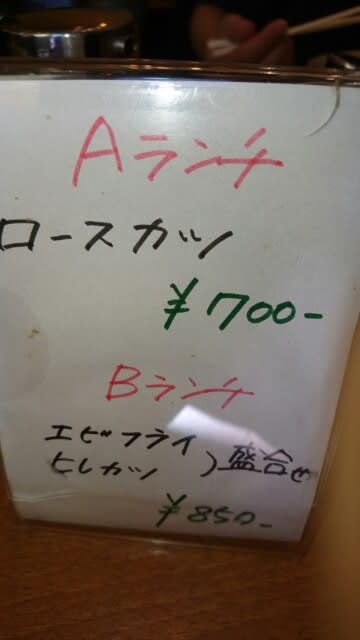 Aランチ
ロースカツ
¥700-
Bランチ
エビフライ
ヒレカツ ) 盛合せ
¥850-